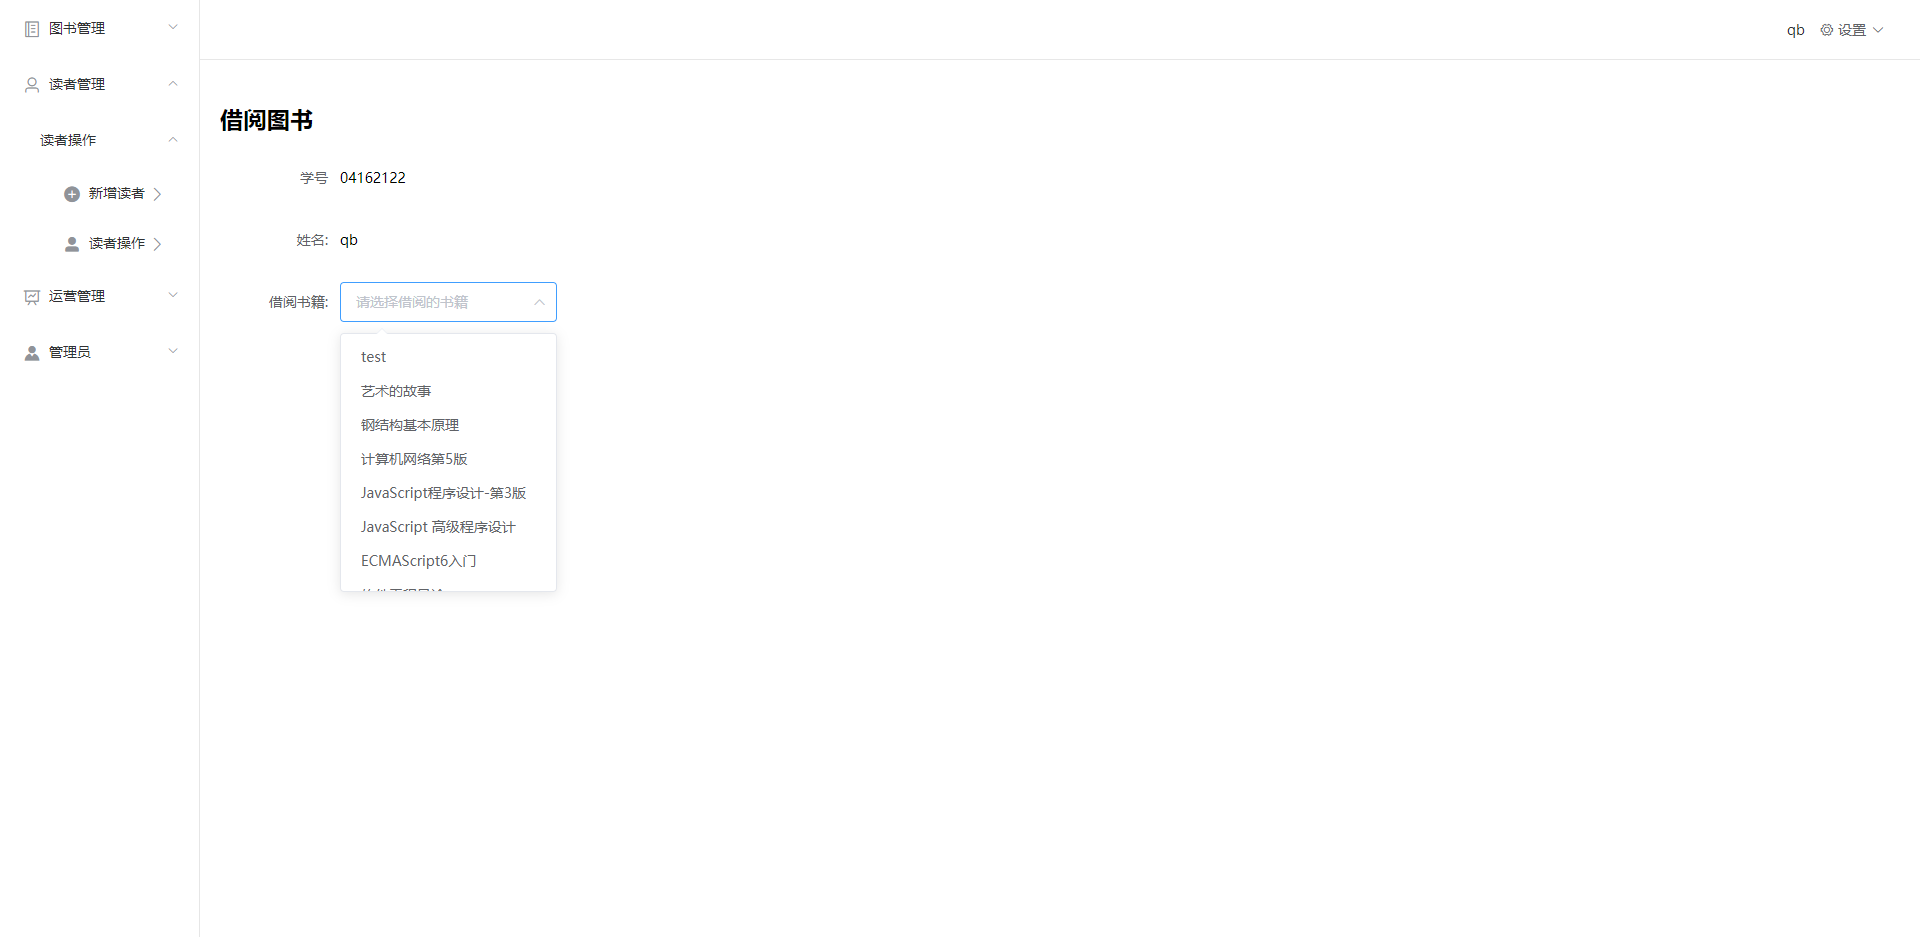 图书管理
读者管理
读者操作
新增读者
读者操作
运营管理
管理员
qb 设置
借阅图书
学号 04162122
姓名: qb
借阅书籍: 请选择借阅的书籍
test
艺术的故事
钢结构基本原理
计算机网络第5版
JavaScript程序设计-第3版
JavaScript 高级程序设计
ECMAScript6入门